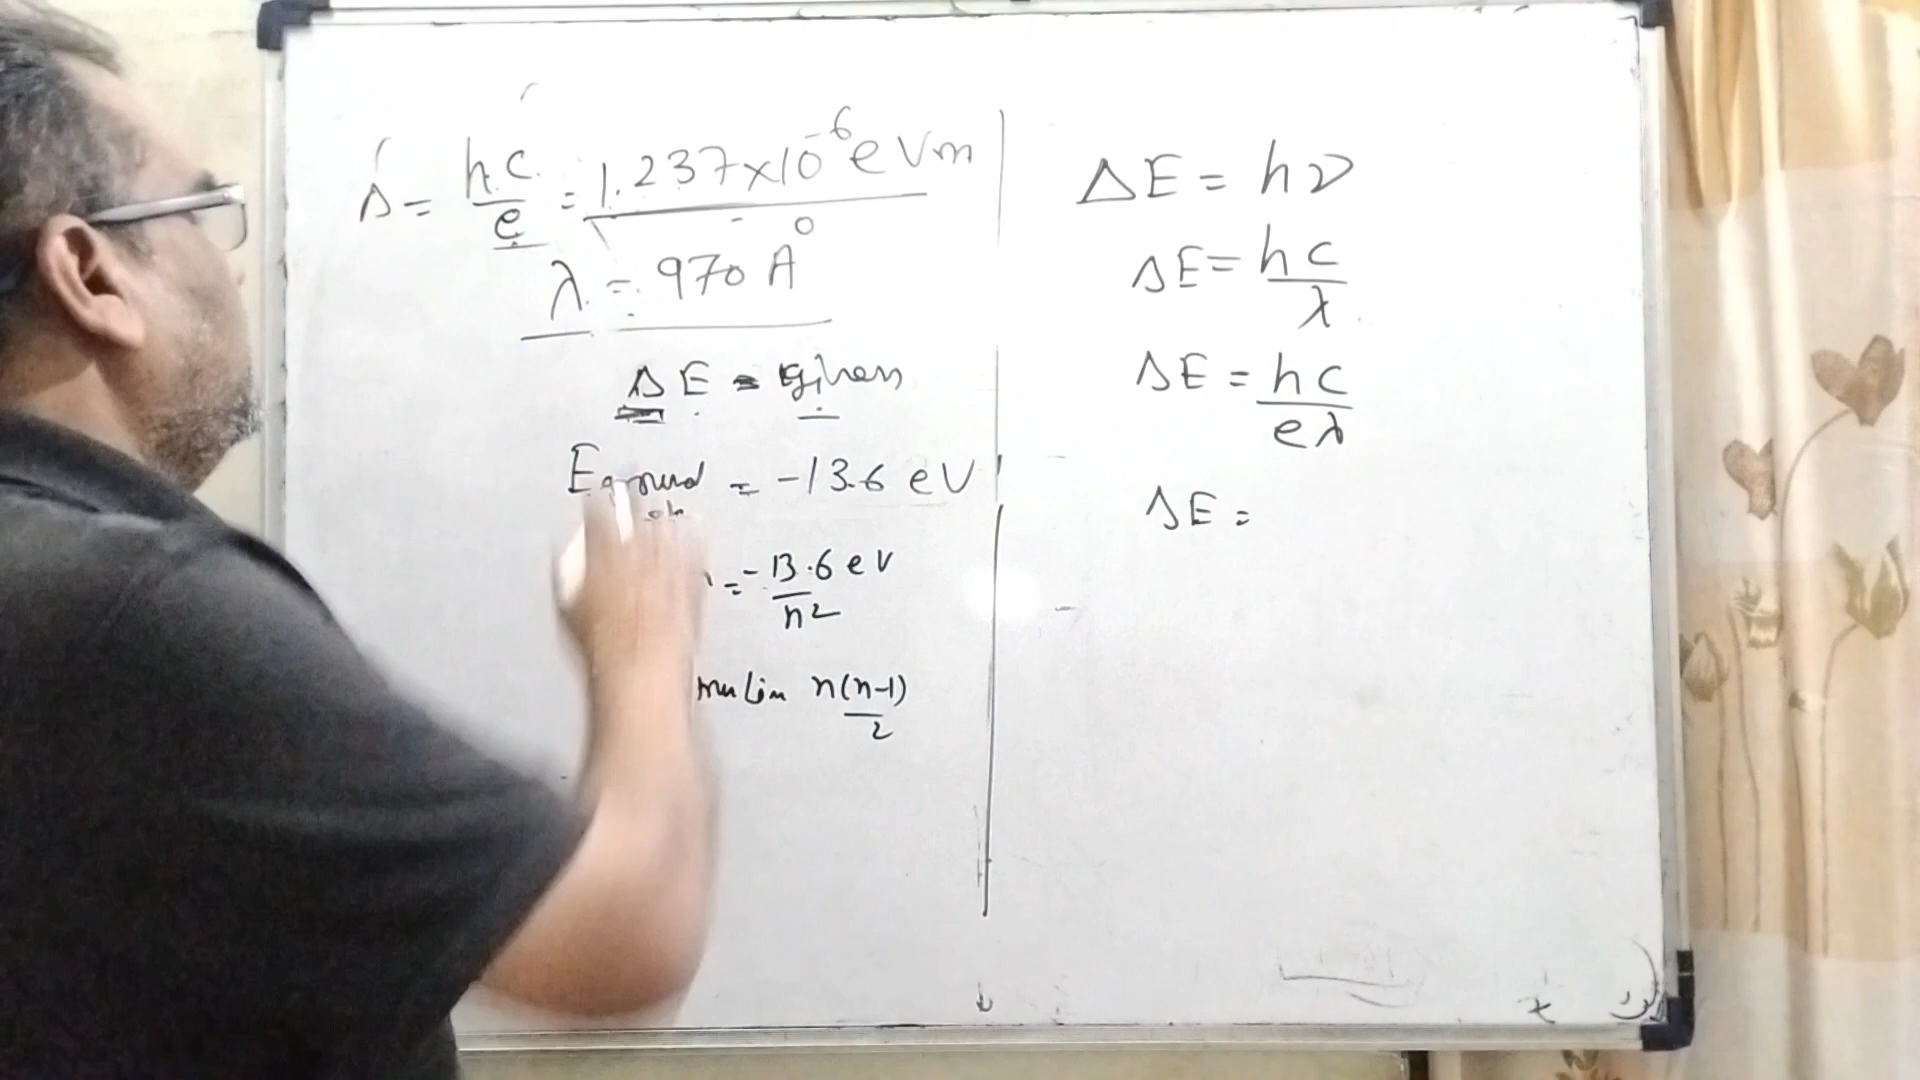 Δ = hc/e = 1.237×10⁻⁶ eVm
λ = 970 A°
ΔE = given
Eground = -13.6 eV
= -13.6 eV/n²
n(n-1)/2
ΔE = hν
ΔE = hc/λ
ΔE = hc/eλ
ΔE =